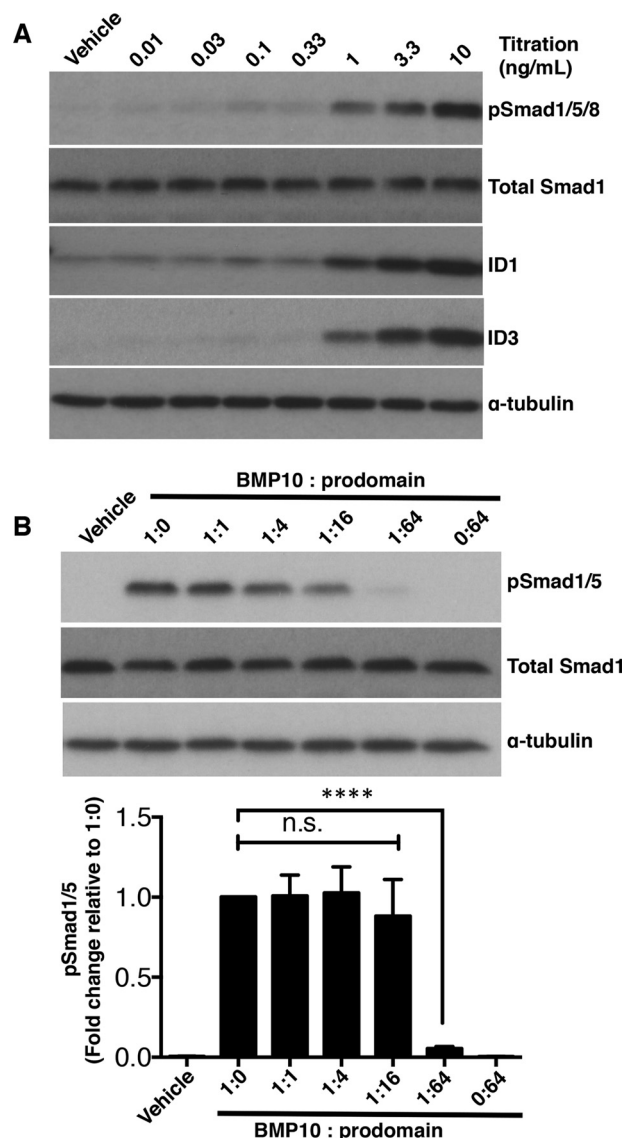 A
Vehicle 0.01 0.03 0.1 0.33 1 3.3 10 Titration
(ng/mL)
pSmad1/5/8
Total Smad1
ID1
ID3
α-tubulin
BMP10 : prodomain
B
Vehicle 1:0 1:1 1:4 1:16 1:64 0:64
pSmad1/5
Total Smad1
α-tubulin
pSmad1/5
(Fold change relative to 1:0)
1.5
1.0
0.5
0.0
****
n.s.
Vehicle 1:0 1:1 1:4 1:16 1:64 0:64
BMP10 : prodomain